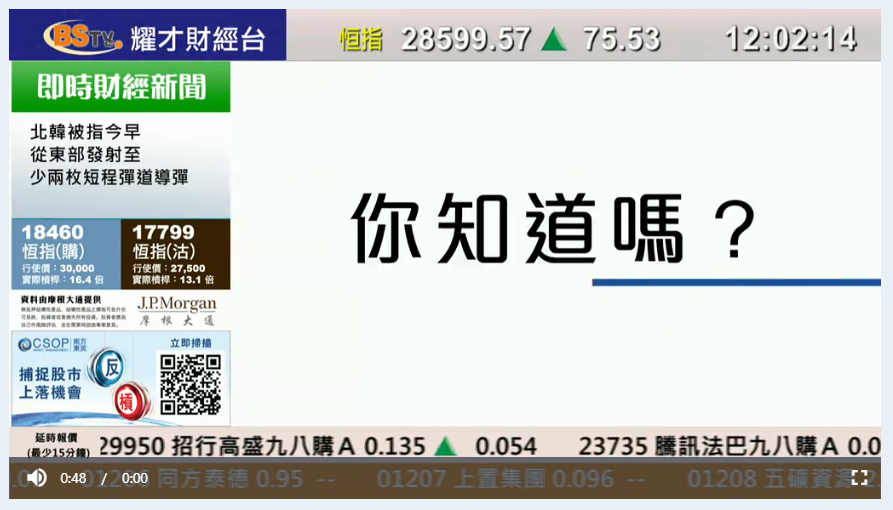 BSTV 耀才財經台
恒指 28599.57 ▲ 75.53 12:02:14
即時財經新聞
北韓被指今早
從東部發射至
少兩枚短程彈道導彈
你知道嗎？
18460
恆指(購)
行使價：30,000
實際槓桿：16.4 倍
17799
恆指(沽)
行使價：27,500
實際槓桿：13.1 倍
資料由摩根大通提供
J.P.Morgan
摩根大通
CSOP 南方東英
立即掃描
捕捉股市
上落機會
反
槓
延時報價
(最少15分鐘)
29950 招行高盛九八購A 0.135 ▲ 0.054 23735 騰訊法巴九八購A 0.0
同方泰德 0.95 -- 01207 上置集團 0.096 -- 01208 五礦資源
0:48 / 0:00